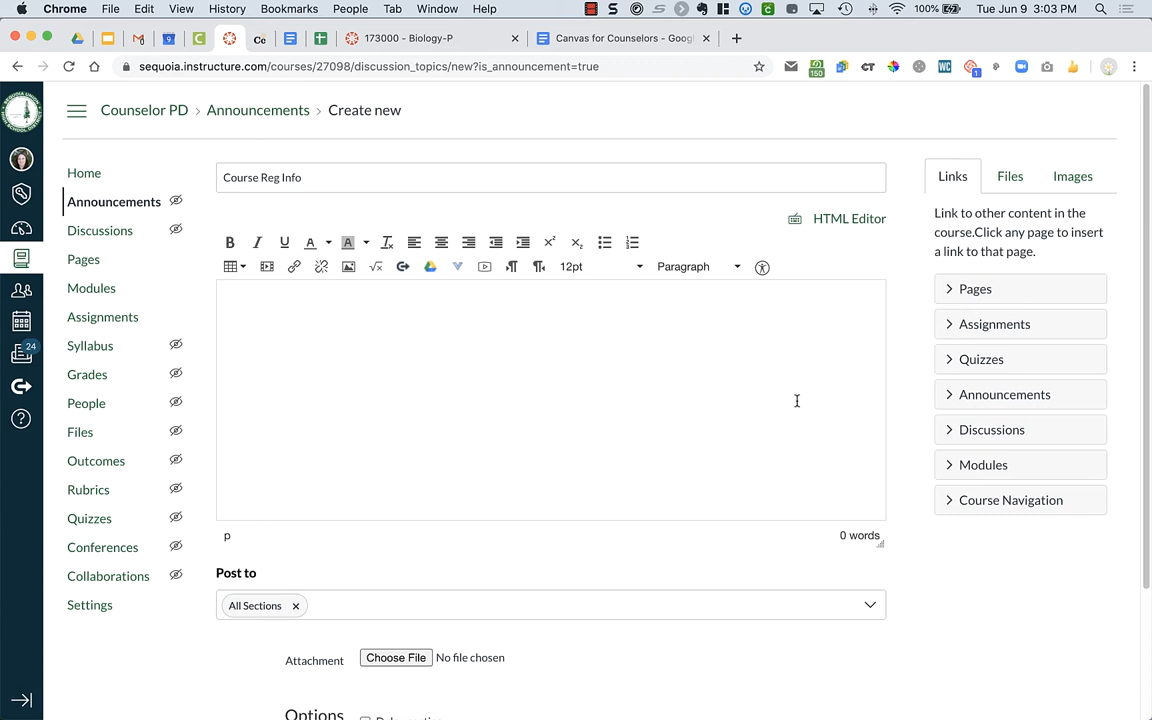 Chrome File Edit View History Bookmarks People Tab Window Help 100% Tue Jun 9 3:03 PM
173000 - Biology-P Canvas for Counselors - Goog
sequoia.instructure.com/courses/27098/discussion_topics/new?is_announcement=true
Counselor PD > Announcements > Create new
Home
Announcements
Discussions
Pages
Modules
Assignments
Syllabus
Grades
People
Files
Outcomes
Rubrics
Quizzes
Conferences
Collaborations
Settings
24
Course Reg Info
HTML Editor
12pt Paragraph
p
0 words
Post to
All Sections
Attachment Choose File No file chosen
Options
Links Files Images
Link to other content in the
course.Click any page to insert
a link to that page.
Pages
Assignments
Quizzes
Announcements
Discussions
Modules
Course Navigation